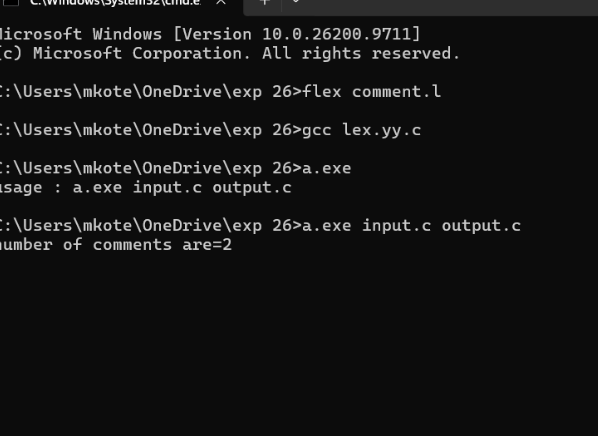 C:\Windows\System32\cmd.e
Microsoft Windows [Version 10.0.26200.9711]
(c) Microsoft Corporation. All rights reserved.
C:\Users\mkote\OneDrive\exp 26>flex comment.l
C:\Users\mkote\OneDrive\exp 26>gcc lex.yy.c
C:\Users\mkote\OneDrive\exp 26>a.exe
usage : a.exe input.c output.c
C:\Users\mkote\OneDrive\exp 26>a.exe input.c output.c
number of comments are=2